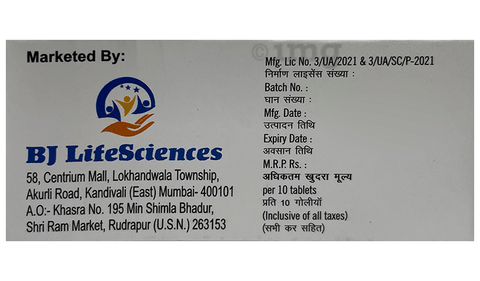 Marketed By:
BJ LifeSciences
58, Centrium Mall, Lokhandwala Township,
Akurli Road, Kandivali (East) Mumbai- 400101
A.O:- Khasra No. 195 Min Shimla Bhadur,
Shri Ram Market, Rudrapur (U.S.N.) 263153
1mg
Mfg. Lic No. 3/UA/2021 & 3/UA/SC/P-2021
निर्माण लाइसेंस संख्या :
Batch No. :
घान संख्या :
Mfg. Date :
उत्पादन तिथि
Expiry Date :
अवसान तिथि
M.R.P Rs. :
अधिकतम खुदरा मूल्य
per 10 tablets
प्रति 10 गोलीयाँ
(Inclusive of all taxes)
(सभी कर सहित)